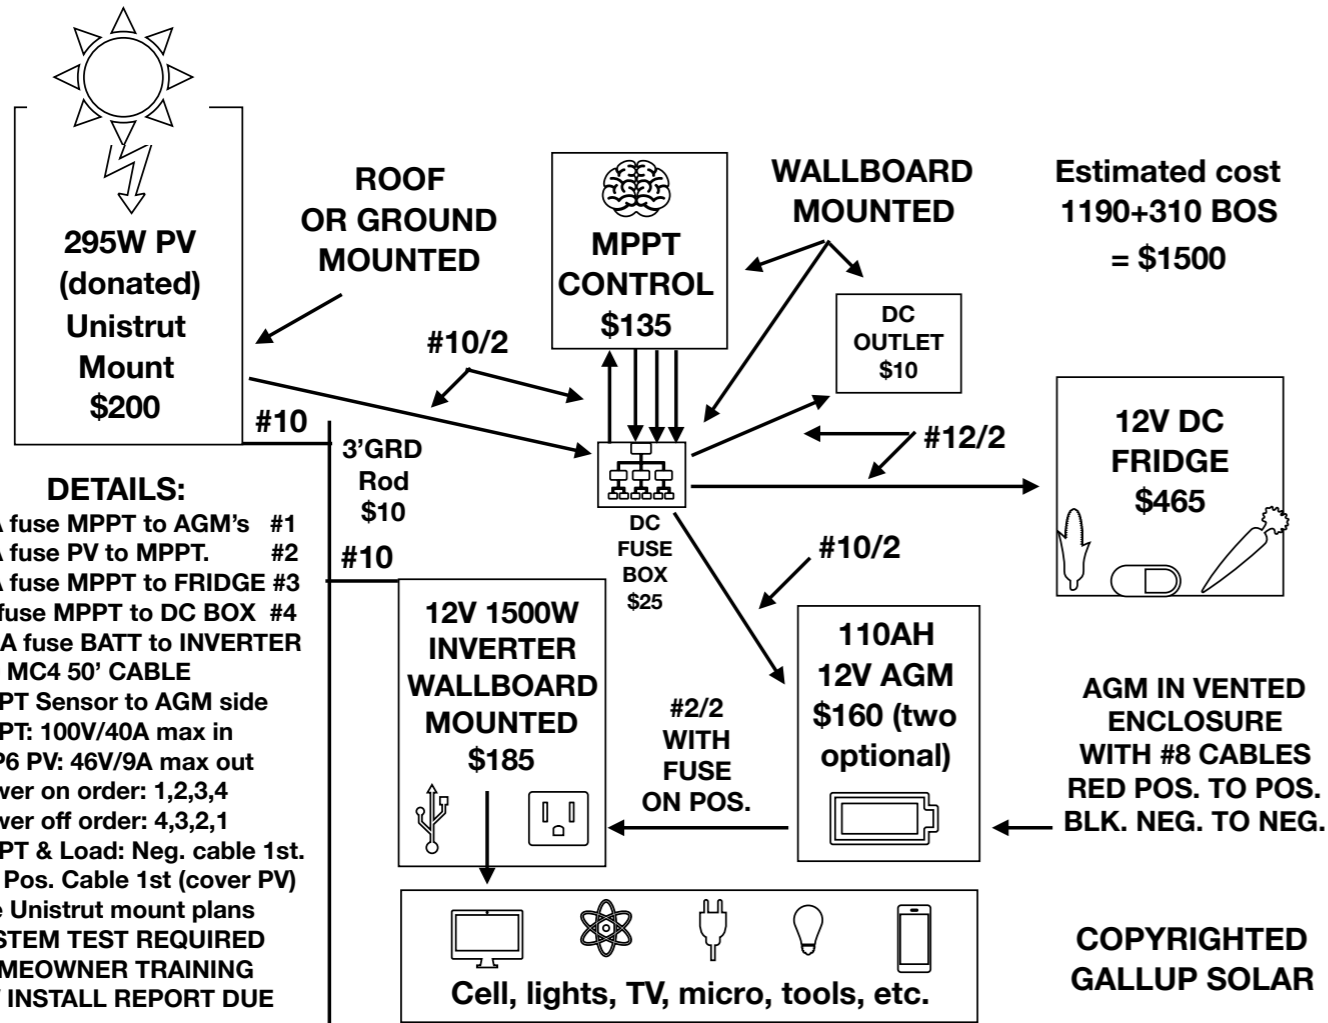 295W PV
(donated)
Unistrut
Mount
$200
ROOF
OR GROUND
MOUNTED
MPPT
CONTROL
$135
WALLBOARD
MOUNTED
Estimated cost
1190+310 BOS
= $1500
DC
OUTLET
$10
#10/2
#10
3'GRD
Rod
$10
#12/2
12V DC
FRIDGE
$465
DC
FUSE
BOX
$25
#10/2
#10
DETAILS:
fuse MPPT to AGM's #1
fuse PV to MPPT. #2
fuse MPPT to FRIDGE #3
fuse MPPT to DC BOX #4
A fuse BATT to INVERTER
MC4 50' CABLE
Sensor to AGM side
100V/40A max in
PV: 46V/9A max out
on order: 1,2,3,4
off order: 4,3,2,1
& Load: Neg. cable 1st.
Pos. Cable 1st (cover PV)
Unistrut mount plans
TEST REQUIRED
TRAINING
INSTALL REPORT DUE
12V 1500W
INVERTER
WALLBOARD
MOUNTED
$185
#2/2
WITH
FUSE
ON POS.
110AH
12V AGM
$160 (two
optional)
AGM IN VENTED
ENCLOSURE
WITH #8 CABLES
RED POS. TO POS.
BLK. NEG. TO NEG.
Cell, lights, TV, micro, tools, etc.
COPYRIGHTED
GALLUP SOLAR